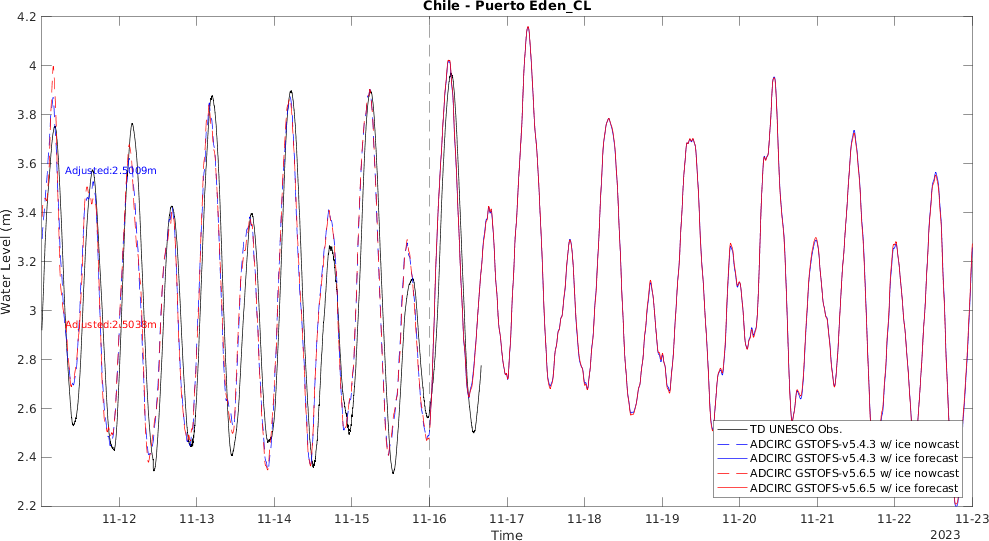 Chile - Puerto Eden_CL
4.2
4
3.8
3.6
3.4
3.2
3
2.8
2.6
2.4
2.2
Water Level (m)
Adjusted:2.5009m
Adjusted:2.5038m
TD UNESCO Obs.
ADCIRC GSTOFS-v5.4.3 w/ ice nowcast
ADCIRC GSTOFS-v5.4.3 w/ ice forecast
ADCIRC GSTOFS-v5.6.5 w/ ice nowcast
ADCIRC GSTOFS-v5.6.5 w/ ice forecast
11-12 11-13 11-14 11-15 11-16 11-17 11-18 11-19 11-20 11-21 11-22 11-23
Time
2023